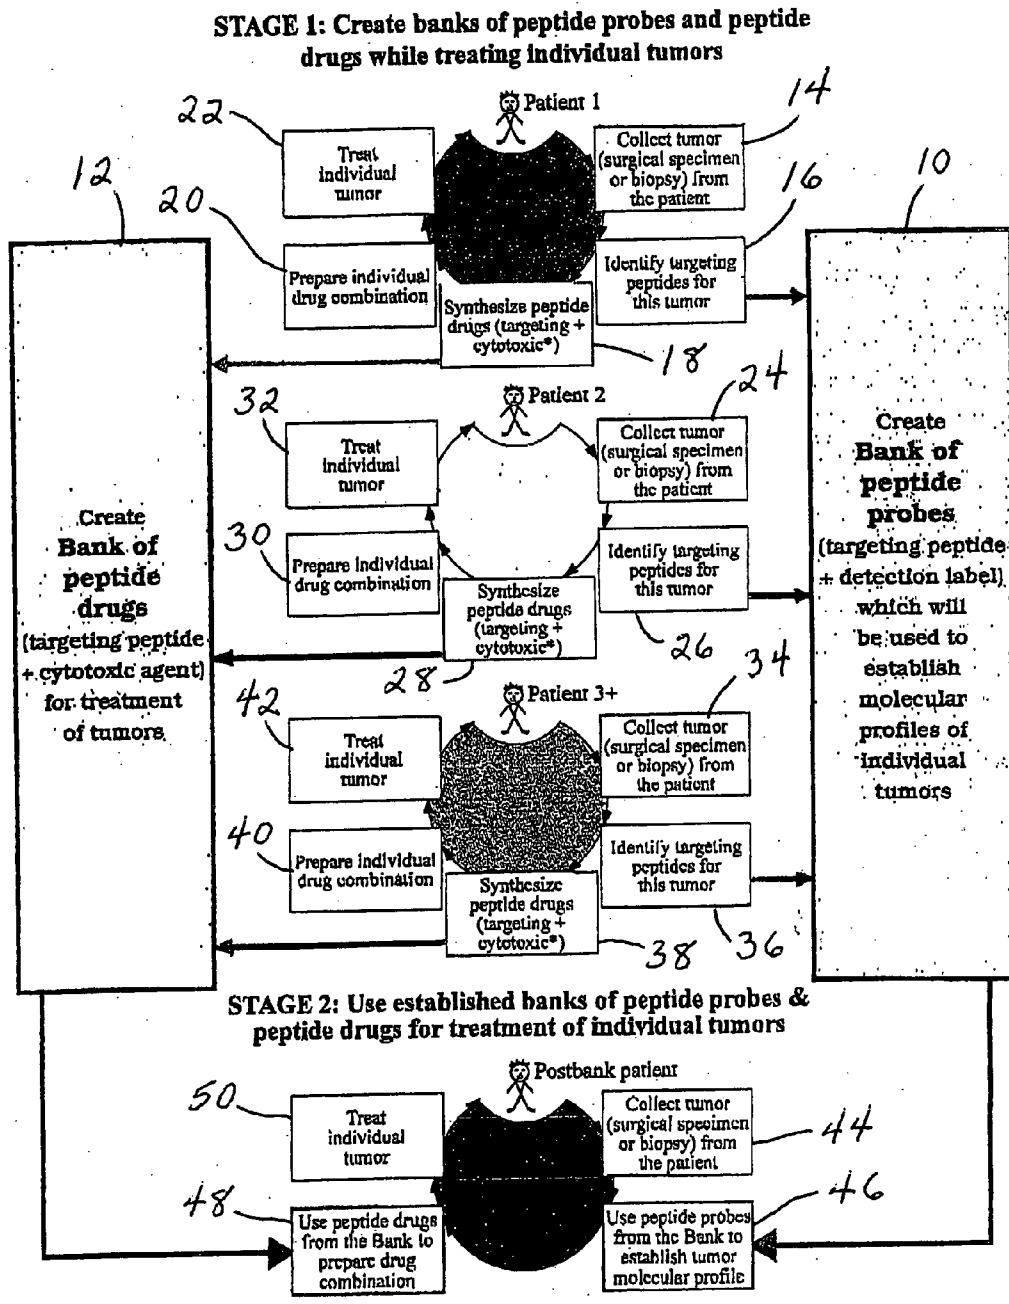 STAGE 1: Create banks of peptide probes and peptide
drugs while treating individual tumors
Patient 1
22
14
Treat
individual
tumor
Collect tumor
(surgical specimen
or biopsy) from
the patient
12
20
16
10
Prepare individual
drug combination
Identify targeting
peptides for
this tumor
Synthesize peptide
drugs (targeting +
cytotoxic*)
18
Patient 2
32
24
Treat
individual
tumor
Collect tumor
(surgical specimen
or biopsy) from
the patient
30
Prepare individual
drug combination
Identify targeting
peptides for
this tumor
Synthesize
peptide drugs
(targeting +
cytotoxic*)
28
26
Create
Bank of
peptide
drugs
(targeting peptide
+ cytotoxic agent)
for treatment
of tumors
Create
Bank of
peptide
probes
(targeting peptide
+ detection label)
which will
be used to
establish
molecular
profiles of
individual
tumors
Patient 3+
42
34
Treat
individual
tumor
Collect tumor
(surgical specimen
or biopsy) from
the patient
40
Prepare individual
drug combination
Identify targeting
peptides for
this tumor
Synthesize
peptide drugs
(targeting +
cytotoxic*)
38
36
STAGE 2: Use established banks of peptide probes &
peptide drugs for treatment of individual tumors
Postbank patient
50
Treat
individual
tumor
Collect tumor
(surgical specimen
or biopsy) from
the patient
44
48
Use peptide drugs
from the Bank to
prepare drug
combination
Use peptide probes
from the Bank to
establish tumor
molecular profile
46